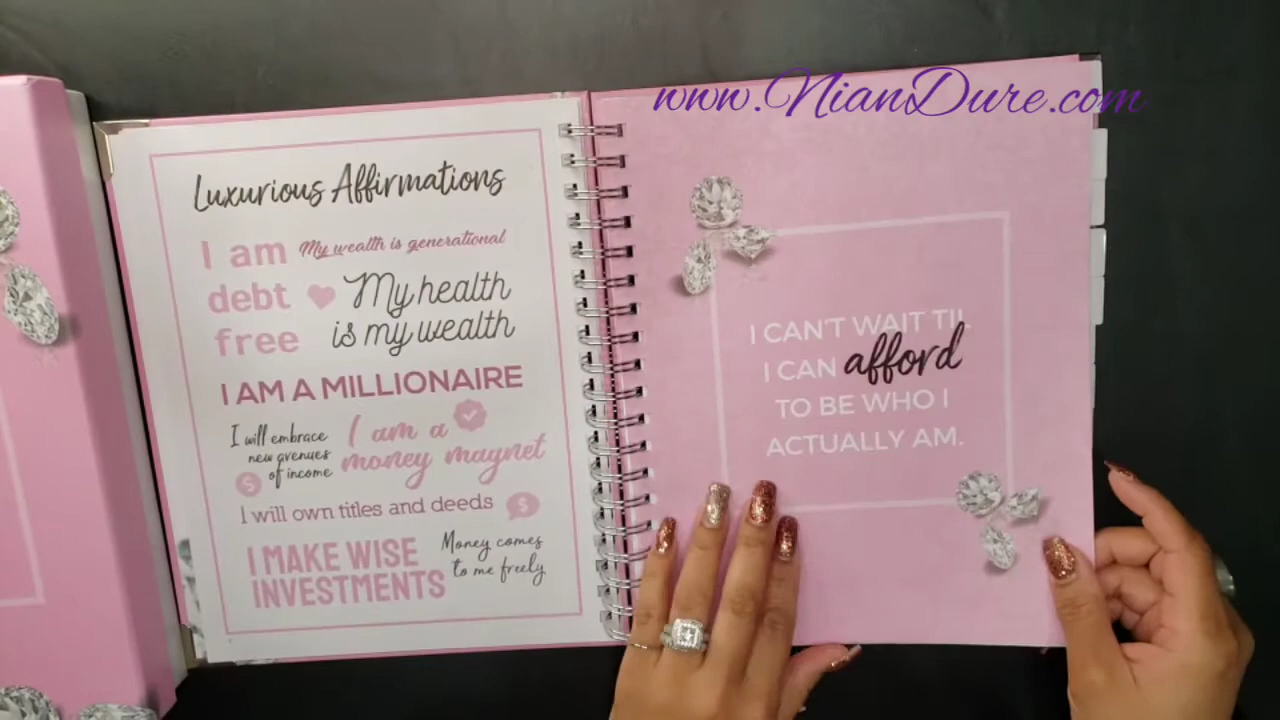 www.NianDure.com
Luxurious Affirmations
I am
debt
free
My wealth is generational
My health
is my wealth
I AM A MILLIONAIRE
I will embrace
new avenues
of income
$
I am a
money magnet
I will own titles and deeds
$
I MAKE WISE
INVESTMENTS
Money comes
to me freely
I CAN'T WAIT TIL
I CAN afford
TO BE WHO I
ACTUALLY AM.